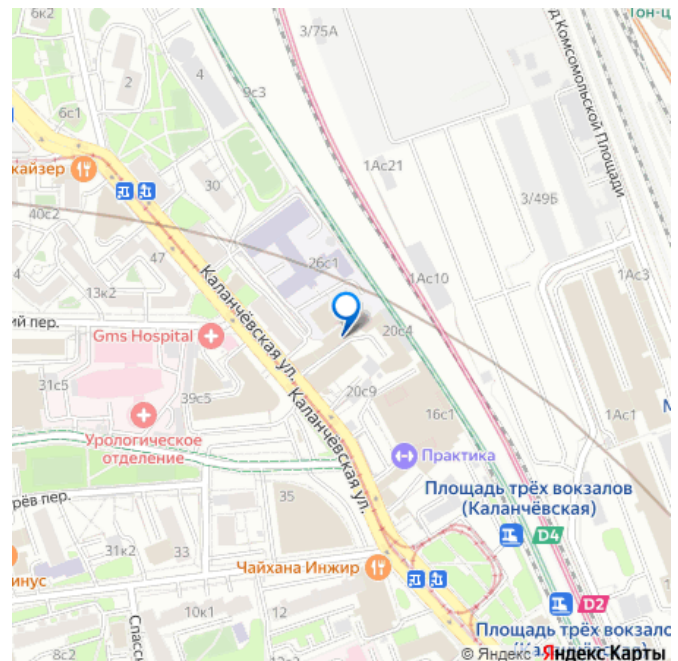 6к2
3/75А
Тон-ц
4
2
9с3
6с1
д Комсомольской Площади
кайзер
1Ас21
30
3/49Б
40с2
47
26с1
1Ас10
1Ас3
13к2
Каланчёвская ул.
ий пер.
Gms Hospital
20с4
31с5
39с5
20с9
16с1
1Ас1
М
Каланчёвская ул.
Урологическое
отделение
Практика
Площадь трёх вокзалов
(Каланчёвская)
рёв пер.
35
D4
31к2
33
Чайхана Инжир
инус
10к1
12
D2
Спасс
8с2
Площадь трёх вокзало
© Яндекс Яндекс Карты